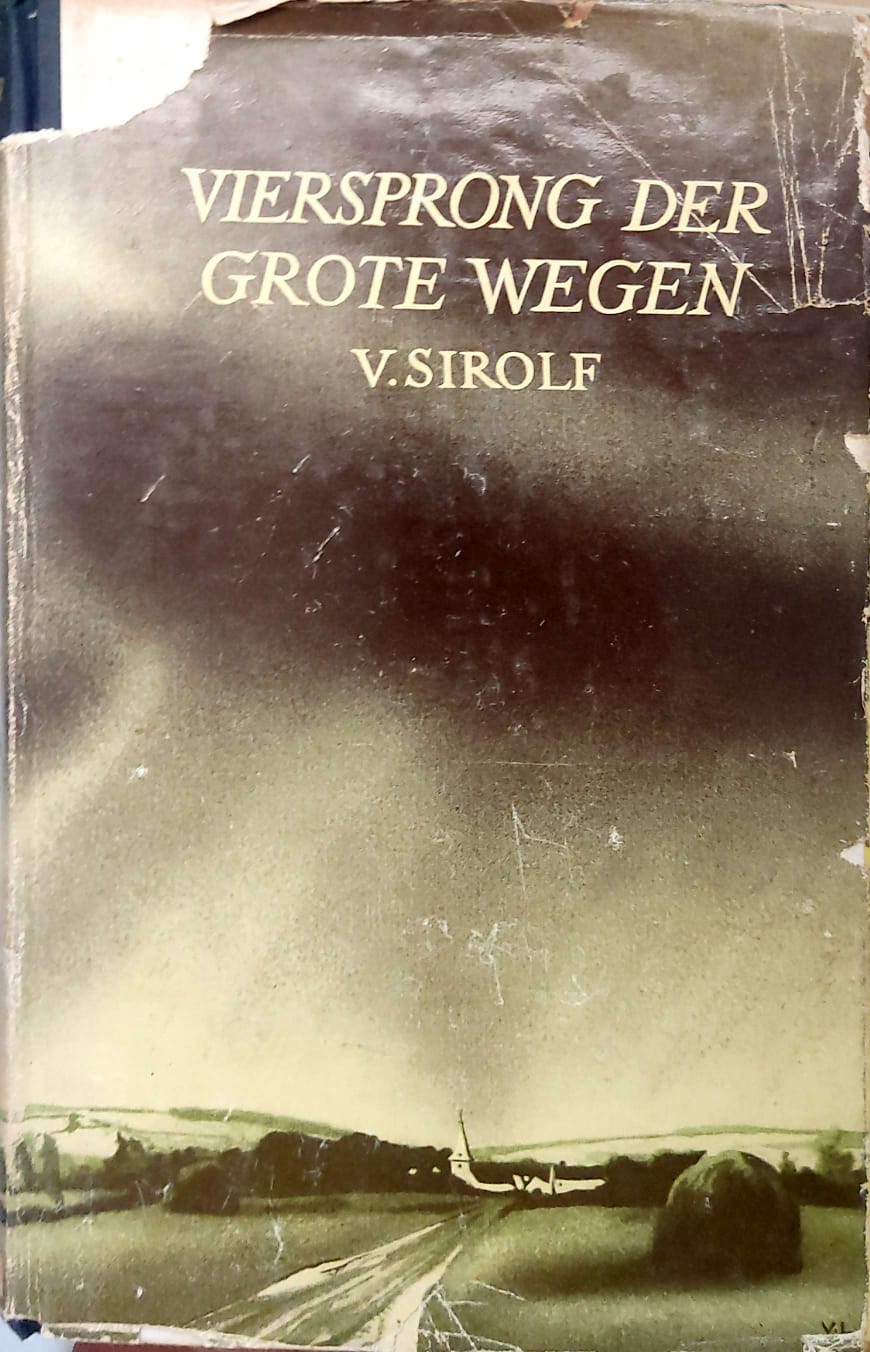 VIERSPRONG DER
GROTE WEGEN
V. SIROLF